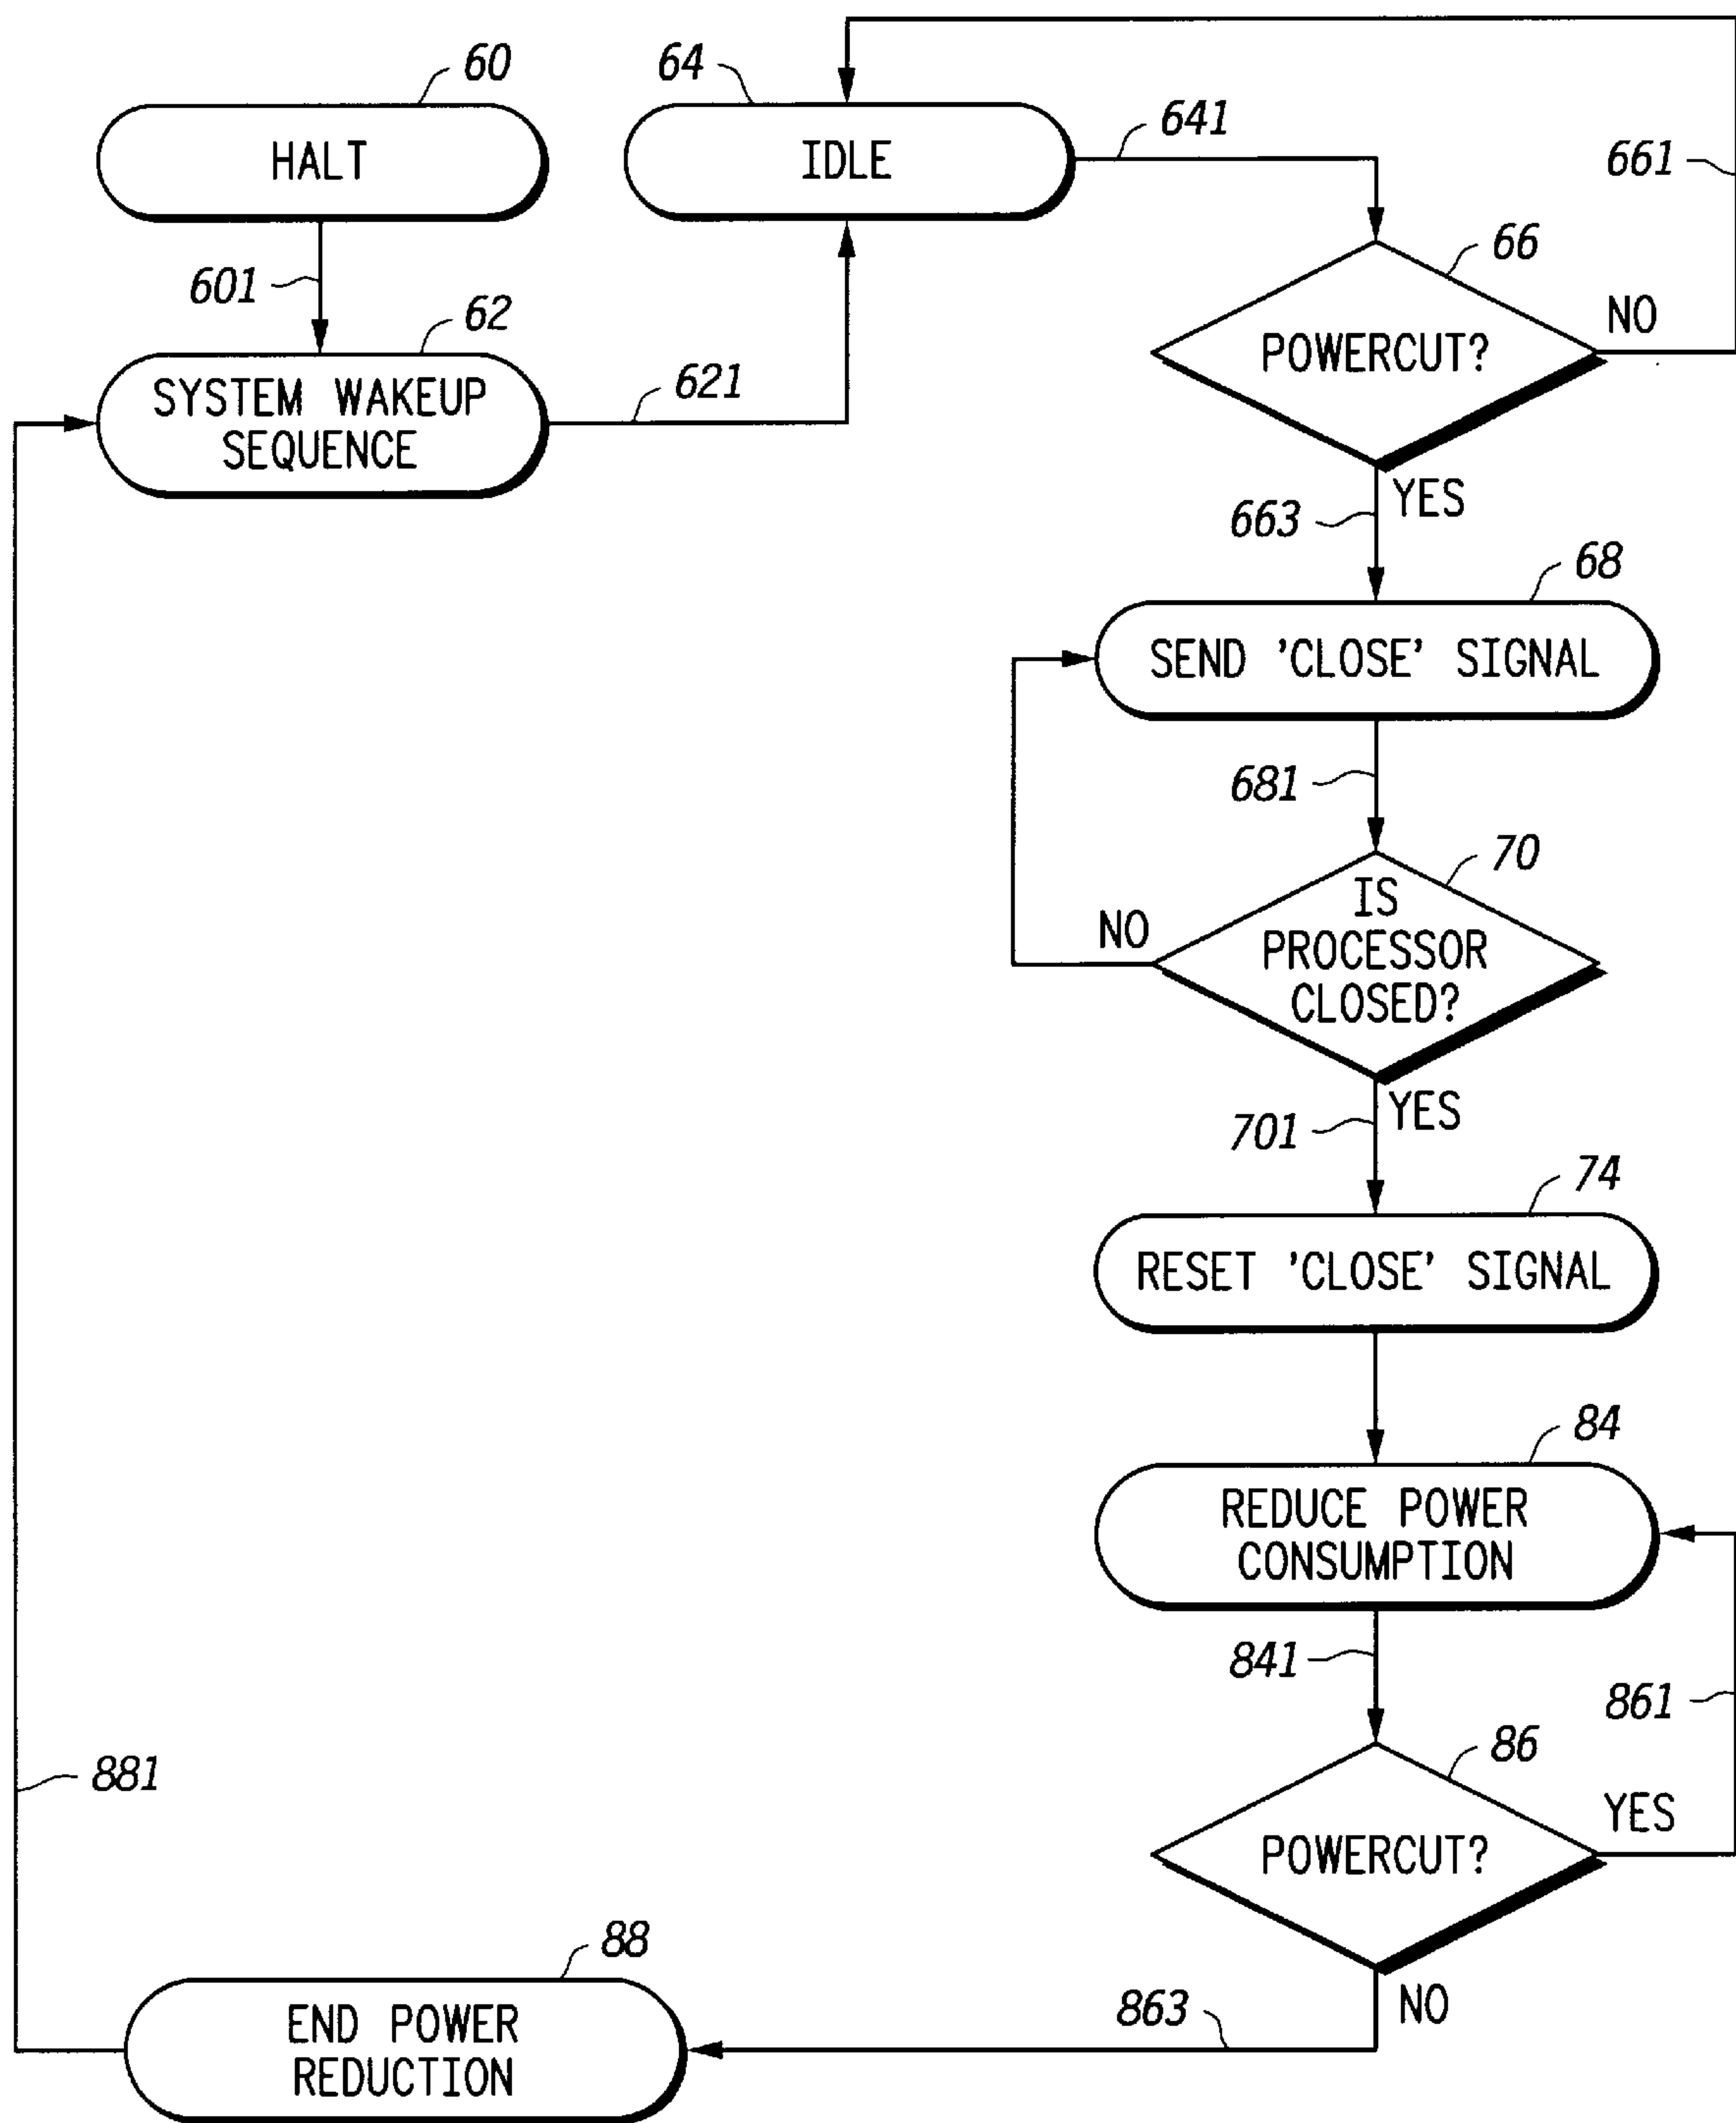 60
HALT
601
62
SYSTEM WAKEUP
SEQUENCE
621
64
IDLE
641
661
66
POWERCUT?
NO
YES
663
68
SEND 'CLOSE' SIGNAL
681
70
IS
PROCESSOR
CLOSED?
NO
YES
701
74
RESET 'CLOSE' SIGNAL
84
REDUCE POWER
CONSUMPTION
841
861
86
POWERCUT?
YES
NO
863
88
END POWER
REDUCTION
881